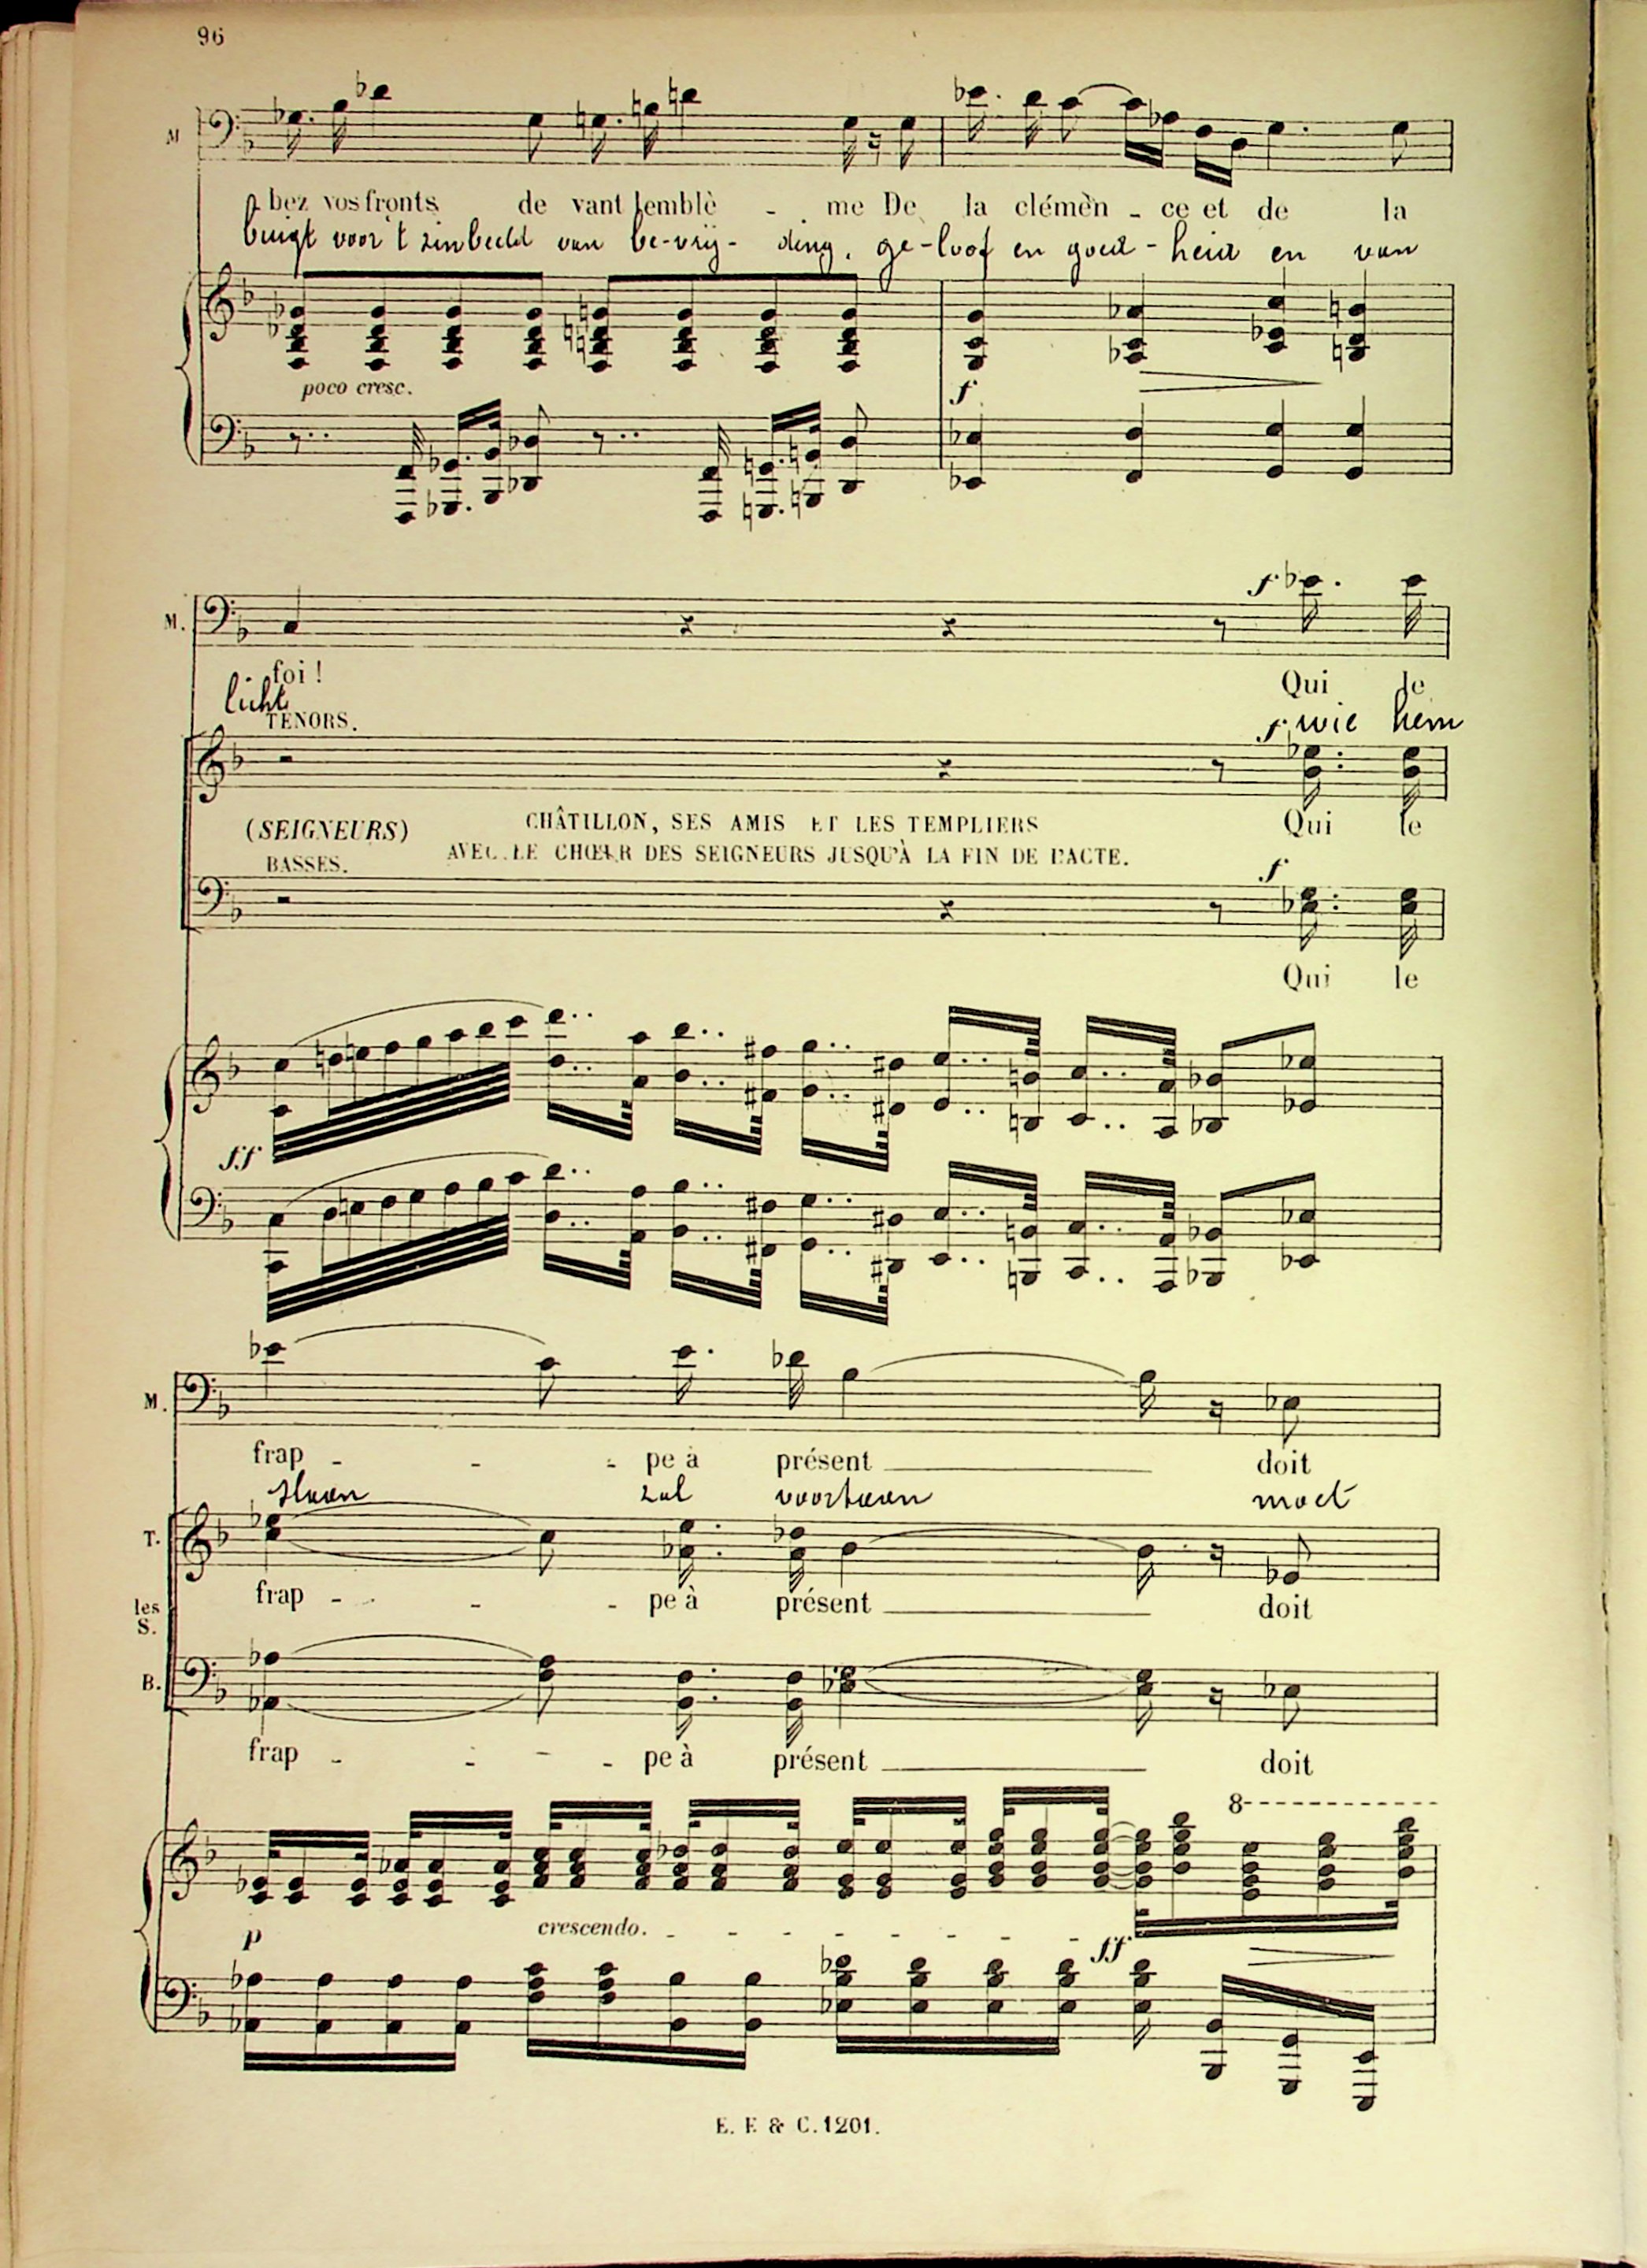 96
M
bez vos fronts de vant lemblè - me De la clémèn - ce et de la
buigt voor 't zinbeeld van be-vrij- ding, ge-loof en goed-heid en van
poco cresc.
f
M.
f
- foi ! Qui le
licht wie hem
TENORS.
f
(SEIGNEURS) CHÂTILLON, SES AMIS ET LES TEMPLIERS Qui le
AVEC LE CHŒUR DES SEIGNEURS JUSQU'À LA FIN DE L'ACTE.
BASSES.
f
Qui le
ff
M.
frap - - - pe à présent doit
slaan zal voortaan moet
T.
frap - - - pe à présent doit
les
S.
B.
frap - - - pe à présent doit
8
p crescendo. - - - - - - - ff
E. F. & C. 1201.